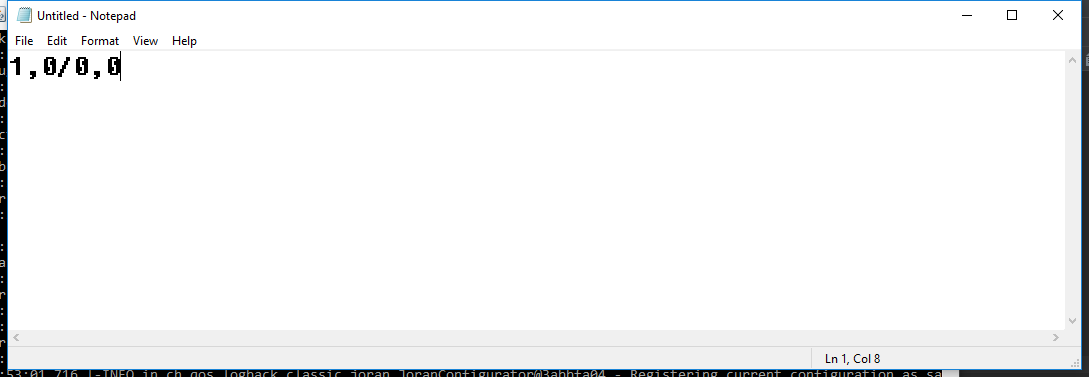 Untitled - Notepad
File Edit Format View Help
1,0/0,0
Ln 1, Col 8
:53:01,716 |-INFO in ch.qos.logback.classic.joran.JoranConfigurator@3abbfa04 - Registering current configuration as sa